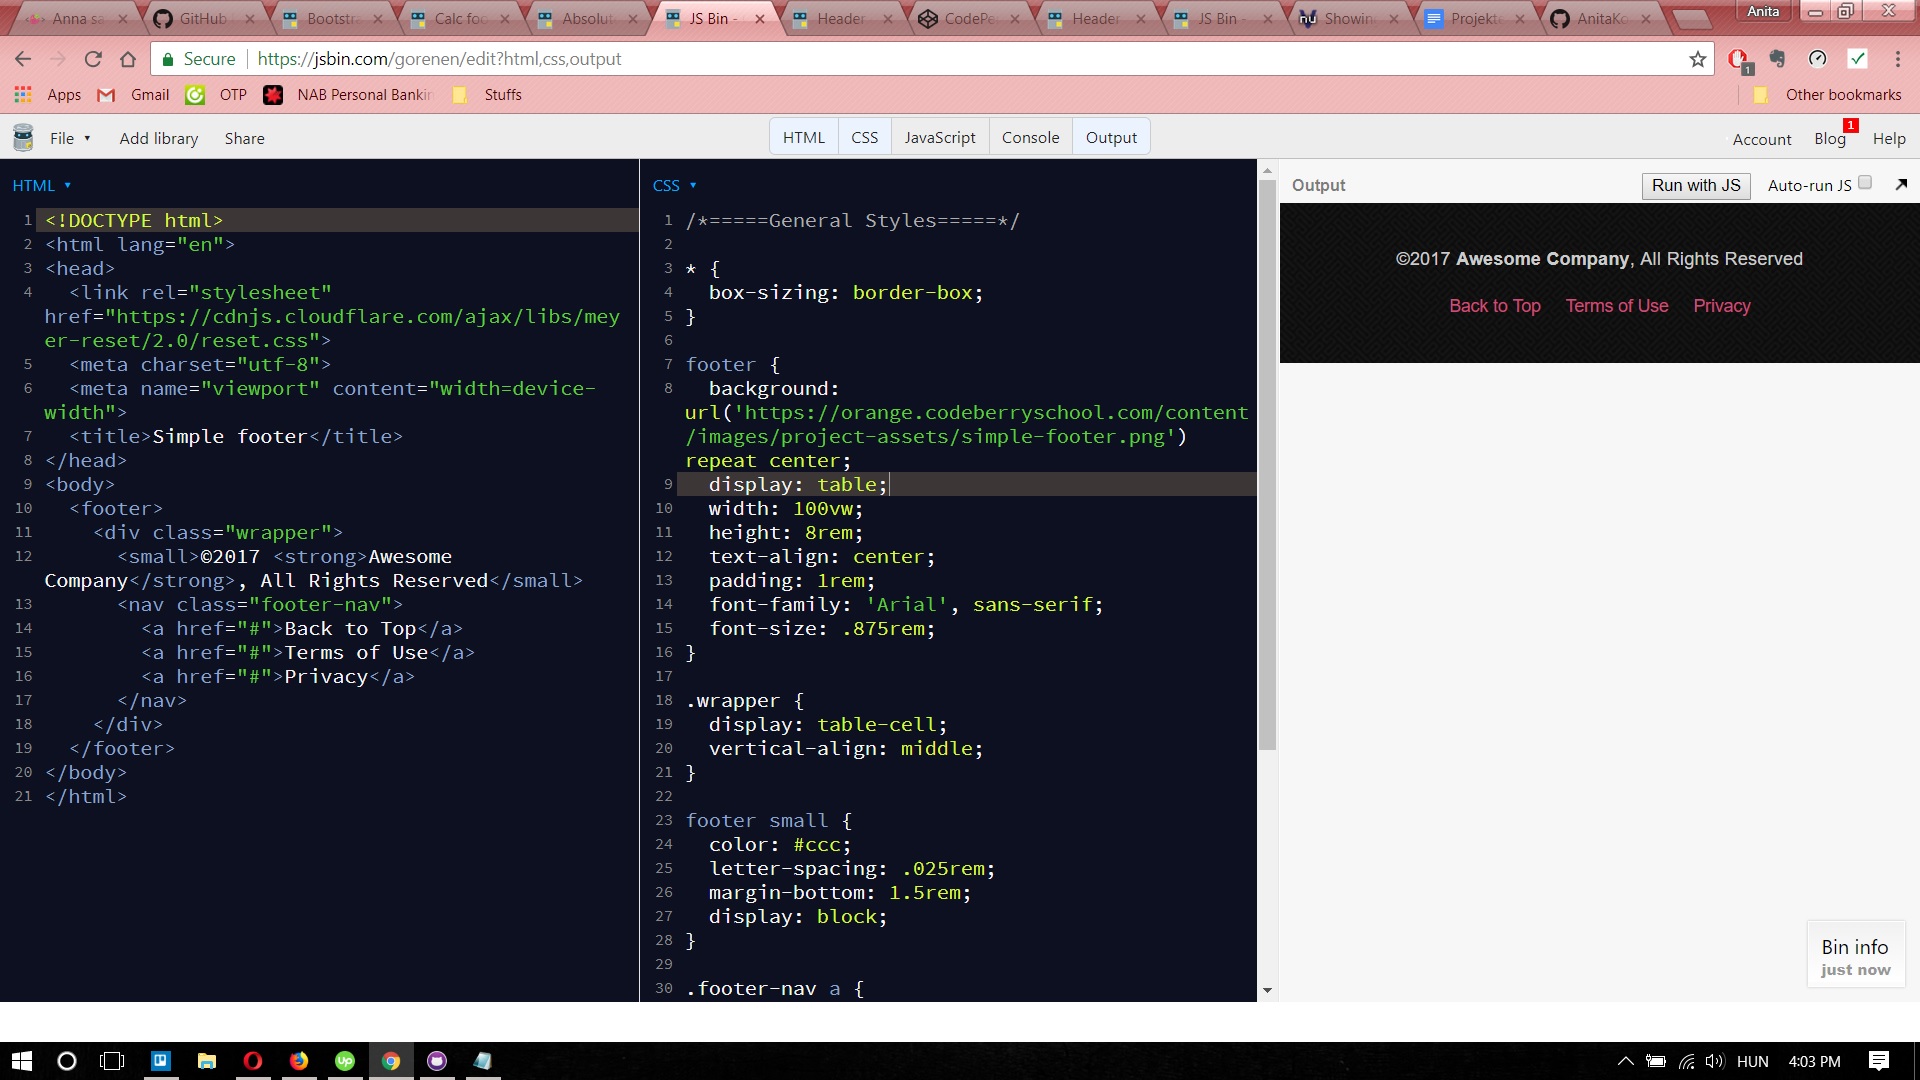 Anna sa
GitHub
Bootstra
Calc foo
Absolut
JS Bin -
Header
CodePe
Header
JS Bin -
Showin
Projekt
AnitaKo
Anita
Secure
https://jsbin.com/gorenen/edit?html,css,output
1
Apps
Gmail
OTP
NAB Personal Bankin
Stuffs
Other bookmarks
File
Add library
Share
HTML
CSS
JavaScript
Console
Output
Account
Blog
1
Help
HTML
1 <!DOCTYPE html>
2 <html lang="en">
3 <head>
4 <link rel="stylesheet"
href="https://cdnjs.cloudflare.com/ajax/libs/mey
er-reset/2.0/reset.css">
5 <meta charset="utf-8">
6 <meta name="viewport" content="width=device-
width">
7 <title>Simple footer</title>
8 </head>
9 <body>
10 <footer>
11 <div class="wrapper">
12 <small>©2017 <strong>Awesome
Company</strong>, All Rights Reserved</small>
13 <nav class="footer-nav">
14 <a href="#">Back to Top</a>
15 <a href="#">Terms of Use</a>
16 <a href="#">Privacy</a>
17 </nav>
18 </div>
19 </footer>
20 </body>
21 </html>
CSS
1 /*=====General Styles=====*/
2
3 * {
4 box-sizing: border-box;
5 }
6
7 footer {
8 background:
url('https://orange.codeberryschool.com/content
/images/project-assets/simple-footer.png')
repeat center;
9 display: table;
10 width: 100vw;
11 height: 8rem;
12 text-align: center;
13 padding: 1rem;
14 font-family: 'Arial', sans-serif;
15 font-size: .875rem;
16 }
17
18 .wrapper {
19 display: table-cell;
20 vertical-align: middle;
21 }
22
23 footer small {
24 color: #ccc;
25 letter-spacing: .025rem;
26 margin-bottom: 1.5rem;
27 display: block;
28 }
29
30 .footer-nav a {
Output
Run with JS
Auto-run JS
©2017 Awesome Company, All Rights Reserved
Back to Top Terms of Use Privacy
Bin info
just now
Up
HUN
4:03 PM